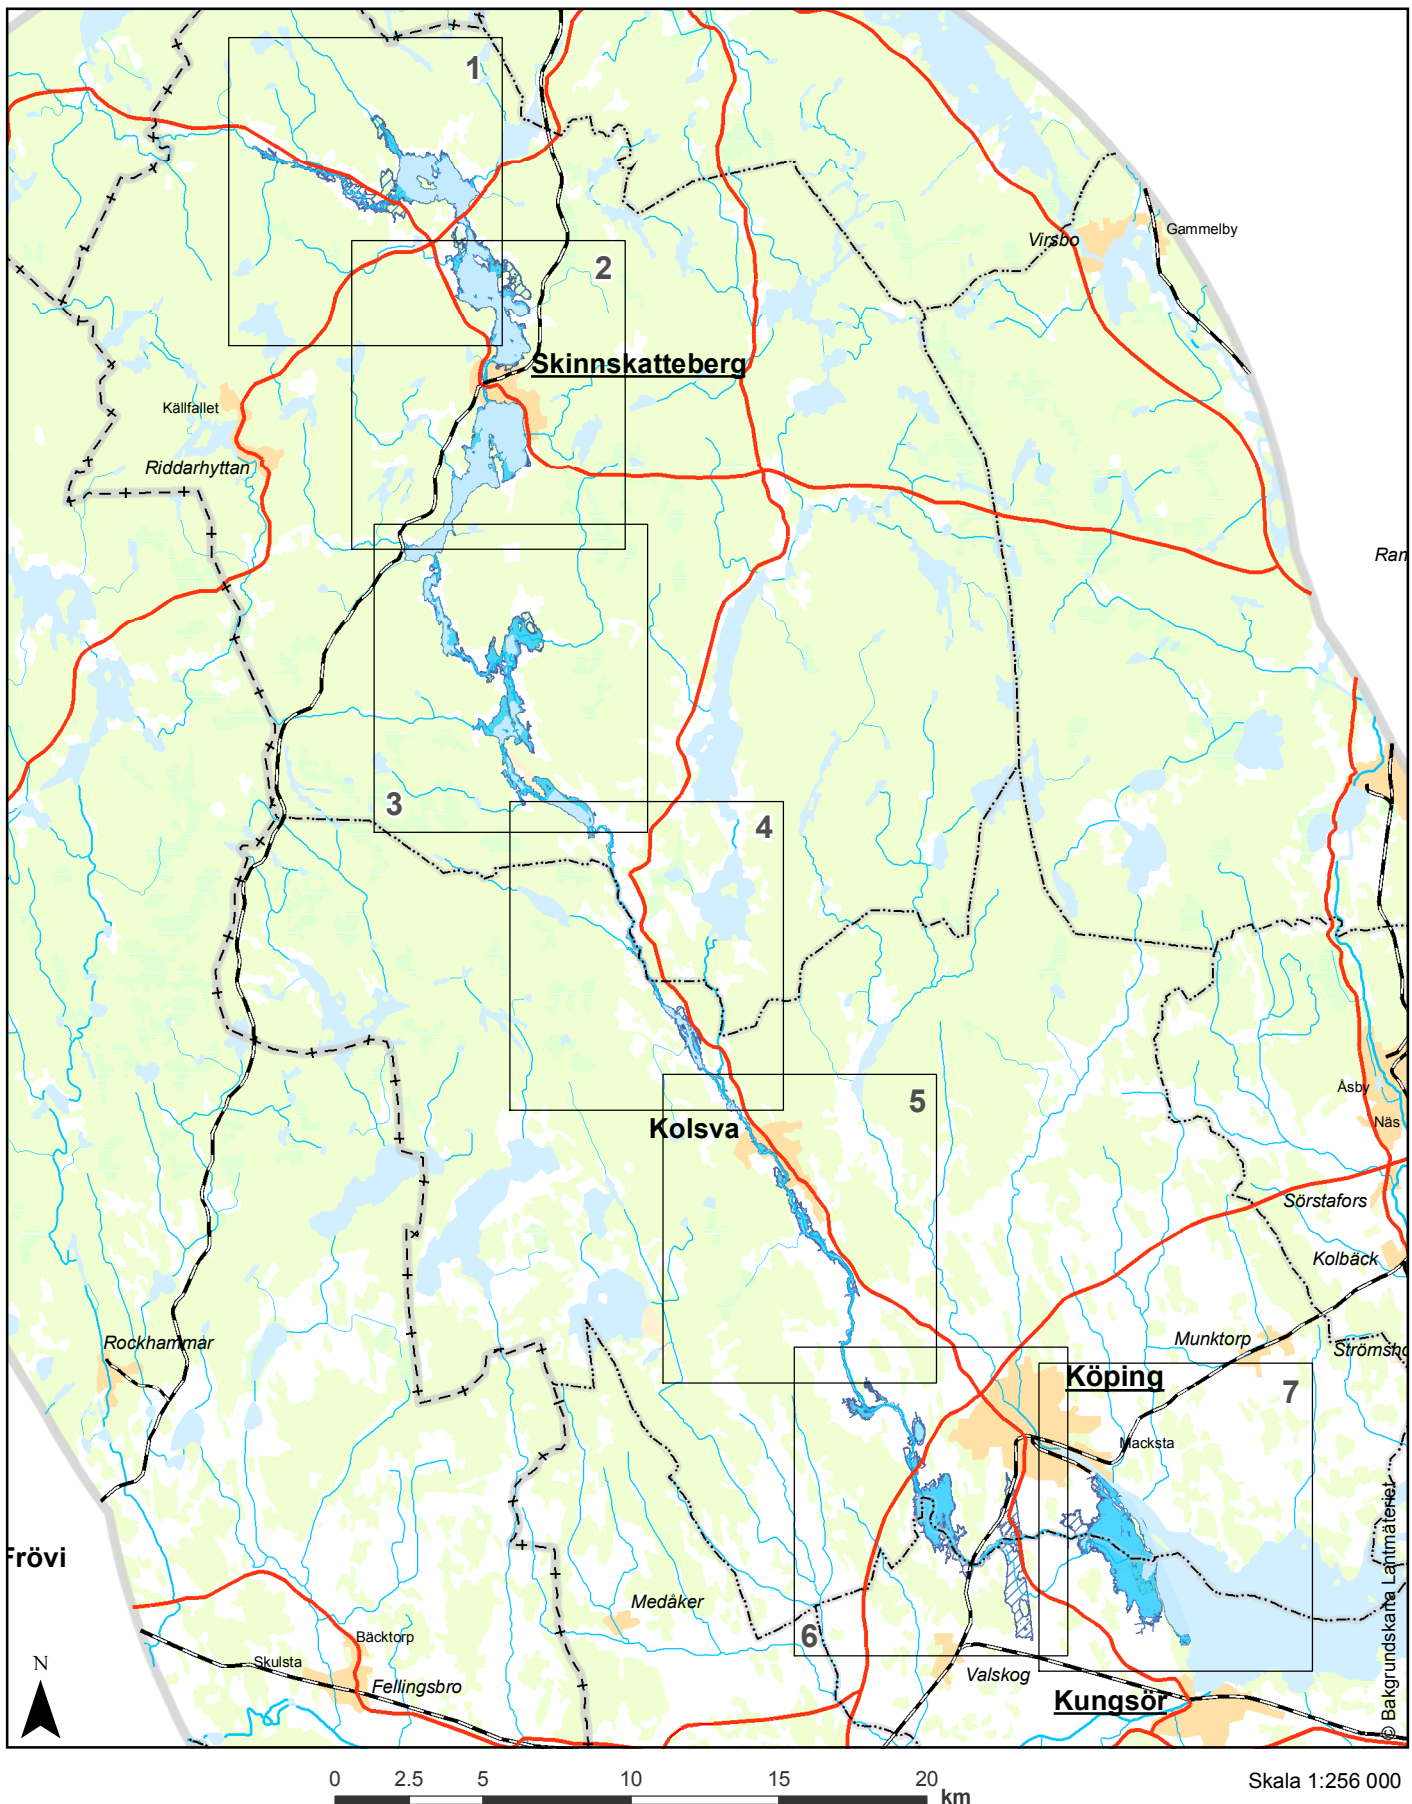 1
Gammelby
Virsbo
2
Skinnskatteberg
Källfallet
Riddarhyttan
Ran
3
4
Åsby
5
Näs
Kolsva
Sörstafors
Kolbäck
Munktorp
Rockhammar
Strömsho
Köping
7
Macksta
Frövi
Medåker
6
Bäcktorp
Skulsta
Valskog
Fellingsbro
Kungsör
N
© Bakgrundskarta Lantmäteriet
0 2.5 5 10 15 20 km
Skala 1:256 000